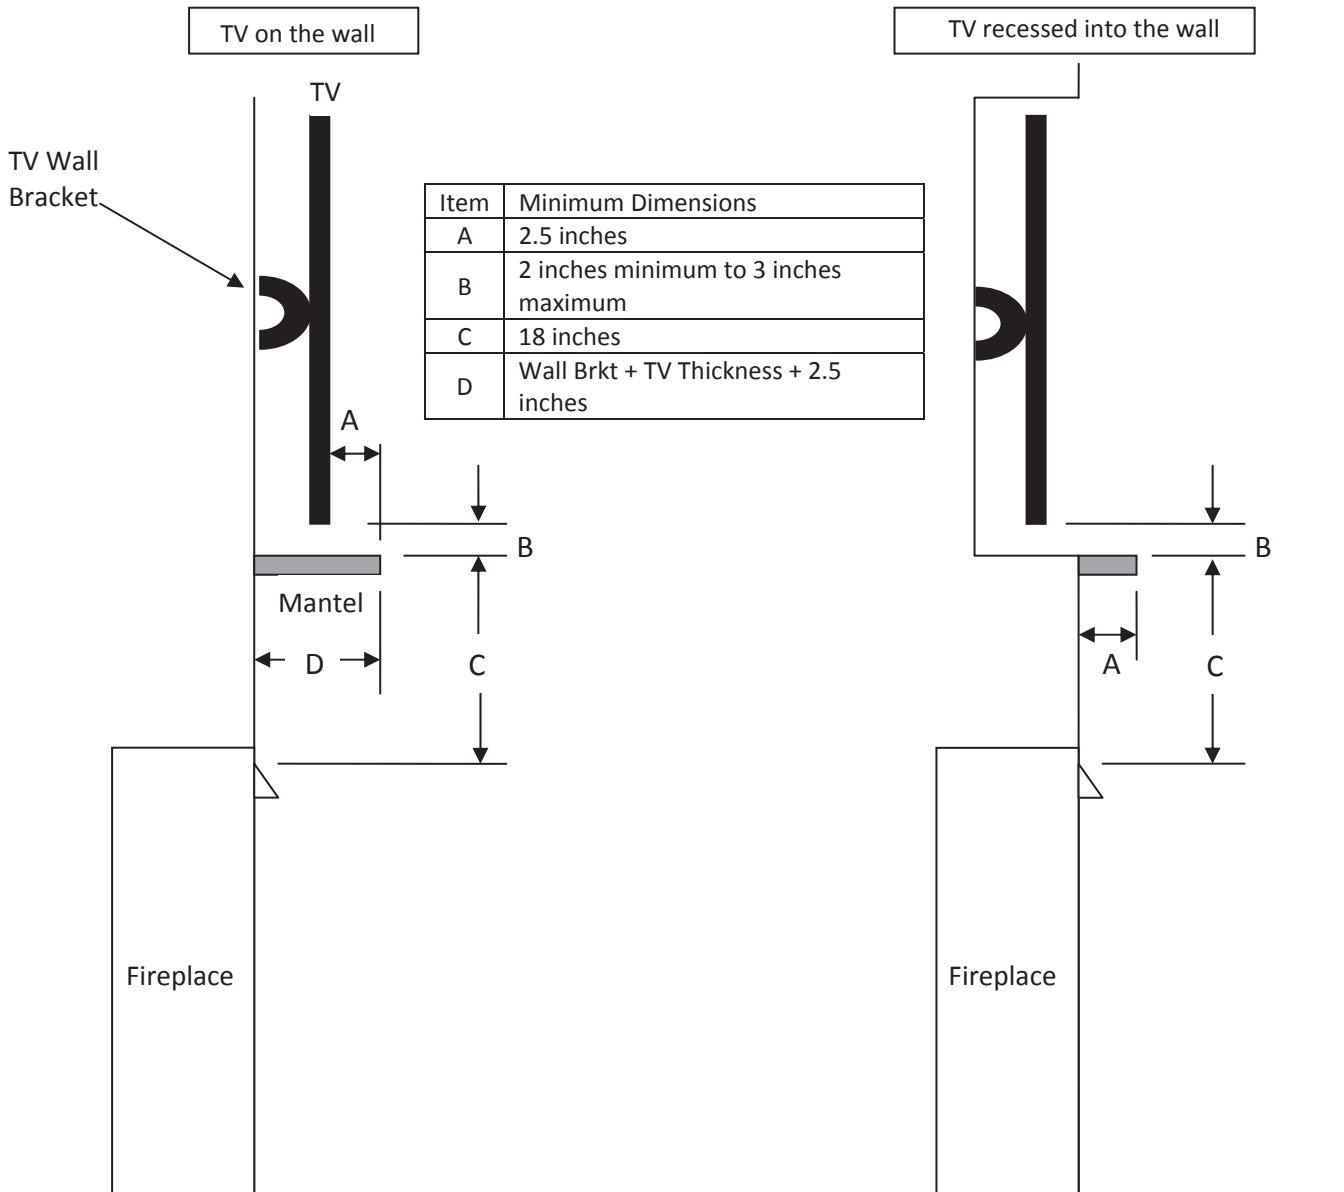 TV on the wall
TV recessed into the wall
TV
TV Wall
Bracket
Item Minimum Dimensions
A 2.5 inches
B 2 inches minimum to 3 inches
maximum
C 18 inches
D Wall Brkt + TV Thickness + 2.5
inches
A
B
Mantel
D
C
Fireplace
B
A
C
Fireplace